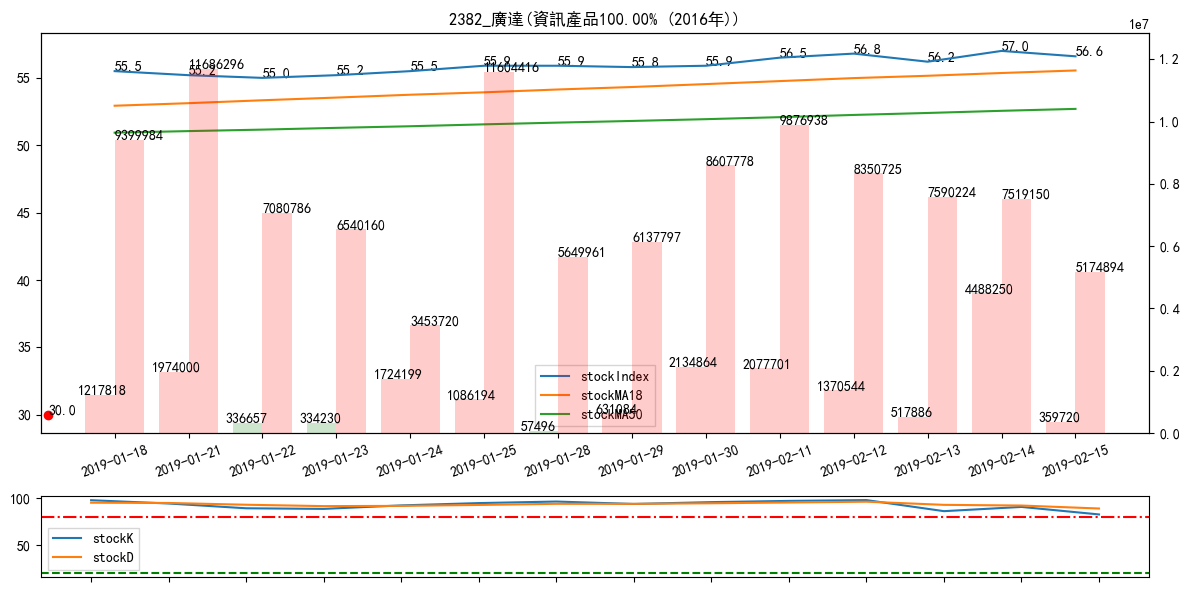 2382_廣達(資訊產品100.00% (2016年))
1e7
55.5 55.2 55.0 55.2 55.5 55.9 55.9 55.8 55.9 56.5 56.8 56.2 57.0 56.6
55
50
45
40
35
30
1.2
1.0
0.8
0.6
0.4
0.2
0.0
9399984 11686296 7080786 6540160 3453720 11604416 5649961 6137797 8607778 9876938 8350725 7590224 7519150 5174894
1217818 1974000 336657 334230 1724199 1086194 57496 631084 2134864 2077701 1370544 517886 4488250 359720
30.0
stockIndex
stockMA18
stockMA50
2019-01-18 2019-01-21 2019-01-22 2019-01-23 2019-01-24 2019-01-25 2019-01-28 2019-01-29 2019-01-30 2019-02-11 2019-02-12 2019-02-13 2019-02-14 2019-02-15
100
50
stockK
stockD